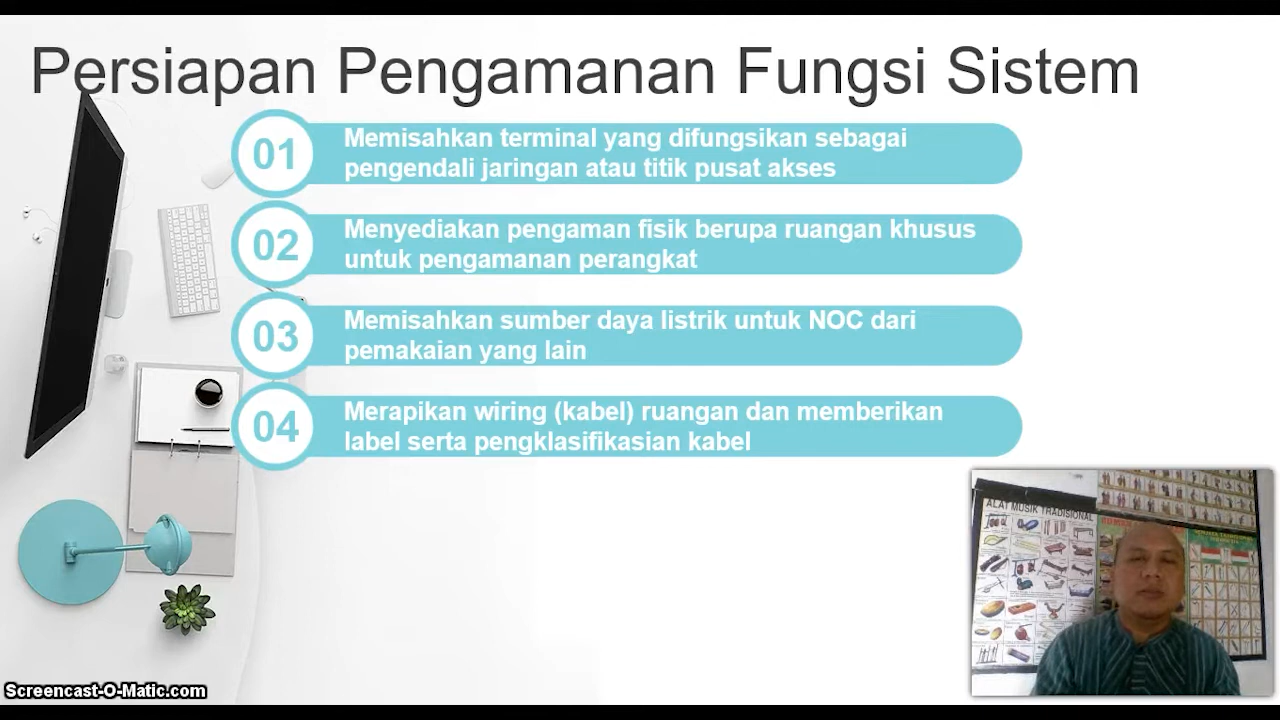 Persiapan Pengamanan Fungsi Sistem
01
Memisahkan terminal yang difungsikan sebagai
pengendali jaringan atau titik pusat akses
02
Menyediakan pengaman fisik berupa ruangan khusus
untuk pengamanan perangkat
03
Memisahkan sumber daya listrik untuk NOC dari
pemakaian yang lain
04
Merapikan wiring (kabel) ruangan dan memberikan
label serta pengklasifikasian kabel
ALAT MUSIK TRADISIONAL
Screencast-O-Matic.com